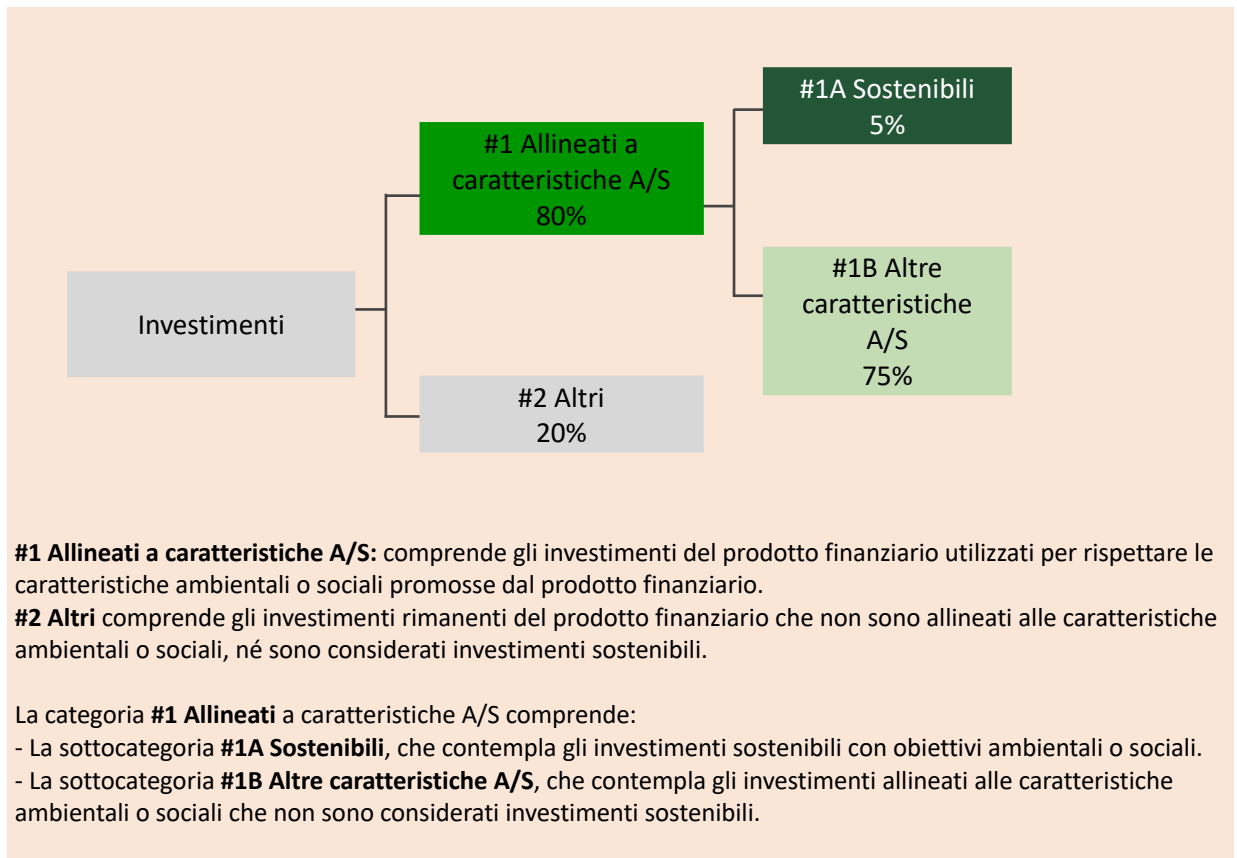 #1A Sostenibili
5%
#1 Allineati a
caratteristiche A/S
80%
#1B Altre
caratteristiche
A/S
75%
Investimenti
#2 Altri
20%
#1 Allineati a caratteristiche A/S: comprende gli investimenti del prodotto finanziario utilizzati per rispettare le
caratteristiche ambientali o sociali promosse dal prodotto finanziario.
#2 Altri comprende gli investimenti rimanenti del prodotto finanziario che non sono allineati alle caratteristiche
ambientali o sociali, né sono considerati investimenti sostenibili.
La categoria #1 Allineati a caratteristiche A/S comprende:
- La sottocategoria #1A Sostenibili, che contempla gli investimenti sostenibili con obiettivi ambientali o sociali.
- La sottocategoria #1B Altre caratteristiche A/S, che contempla gli investimenti allineati alle caratteristiche
ambientali o sociali che non sono considerati investimenti sostenibili.